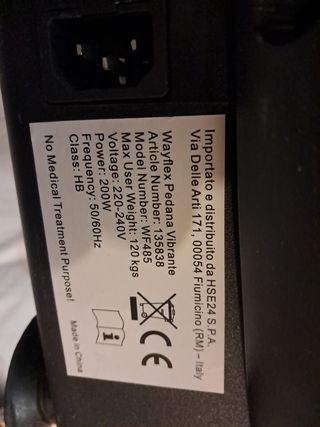 Importato e distribuito da HSE24 S.P.A.
Via Delle Arti 171, 00054 Fiumicino (RM) – Italy
Wayflex Pedana Vibrante
Article Number: 135838
Model Number: WF485
Max User Weight: 120 kgs
Voltage: 220-240V
Power: 200W
Frequency: 50/60Hz
Class: HB
CE
No Medical Treatment Purpose!
Made in China